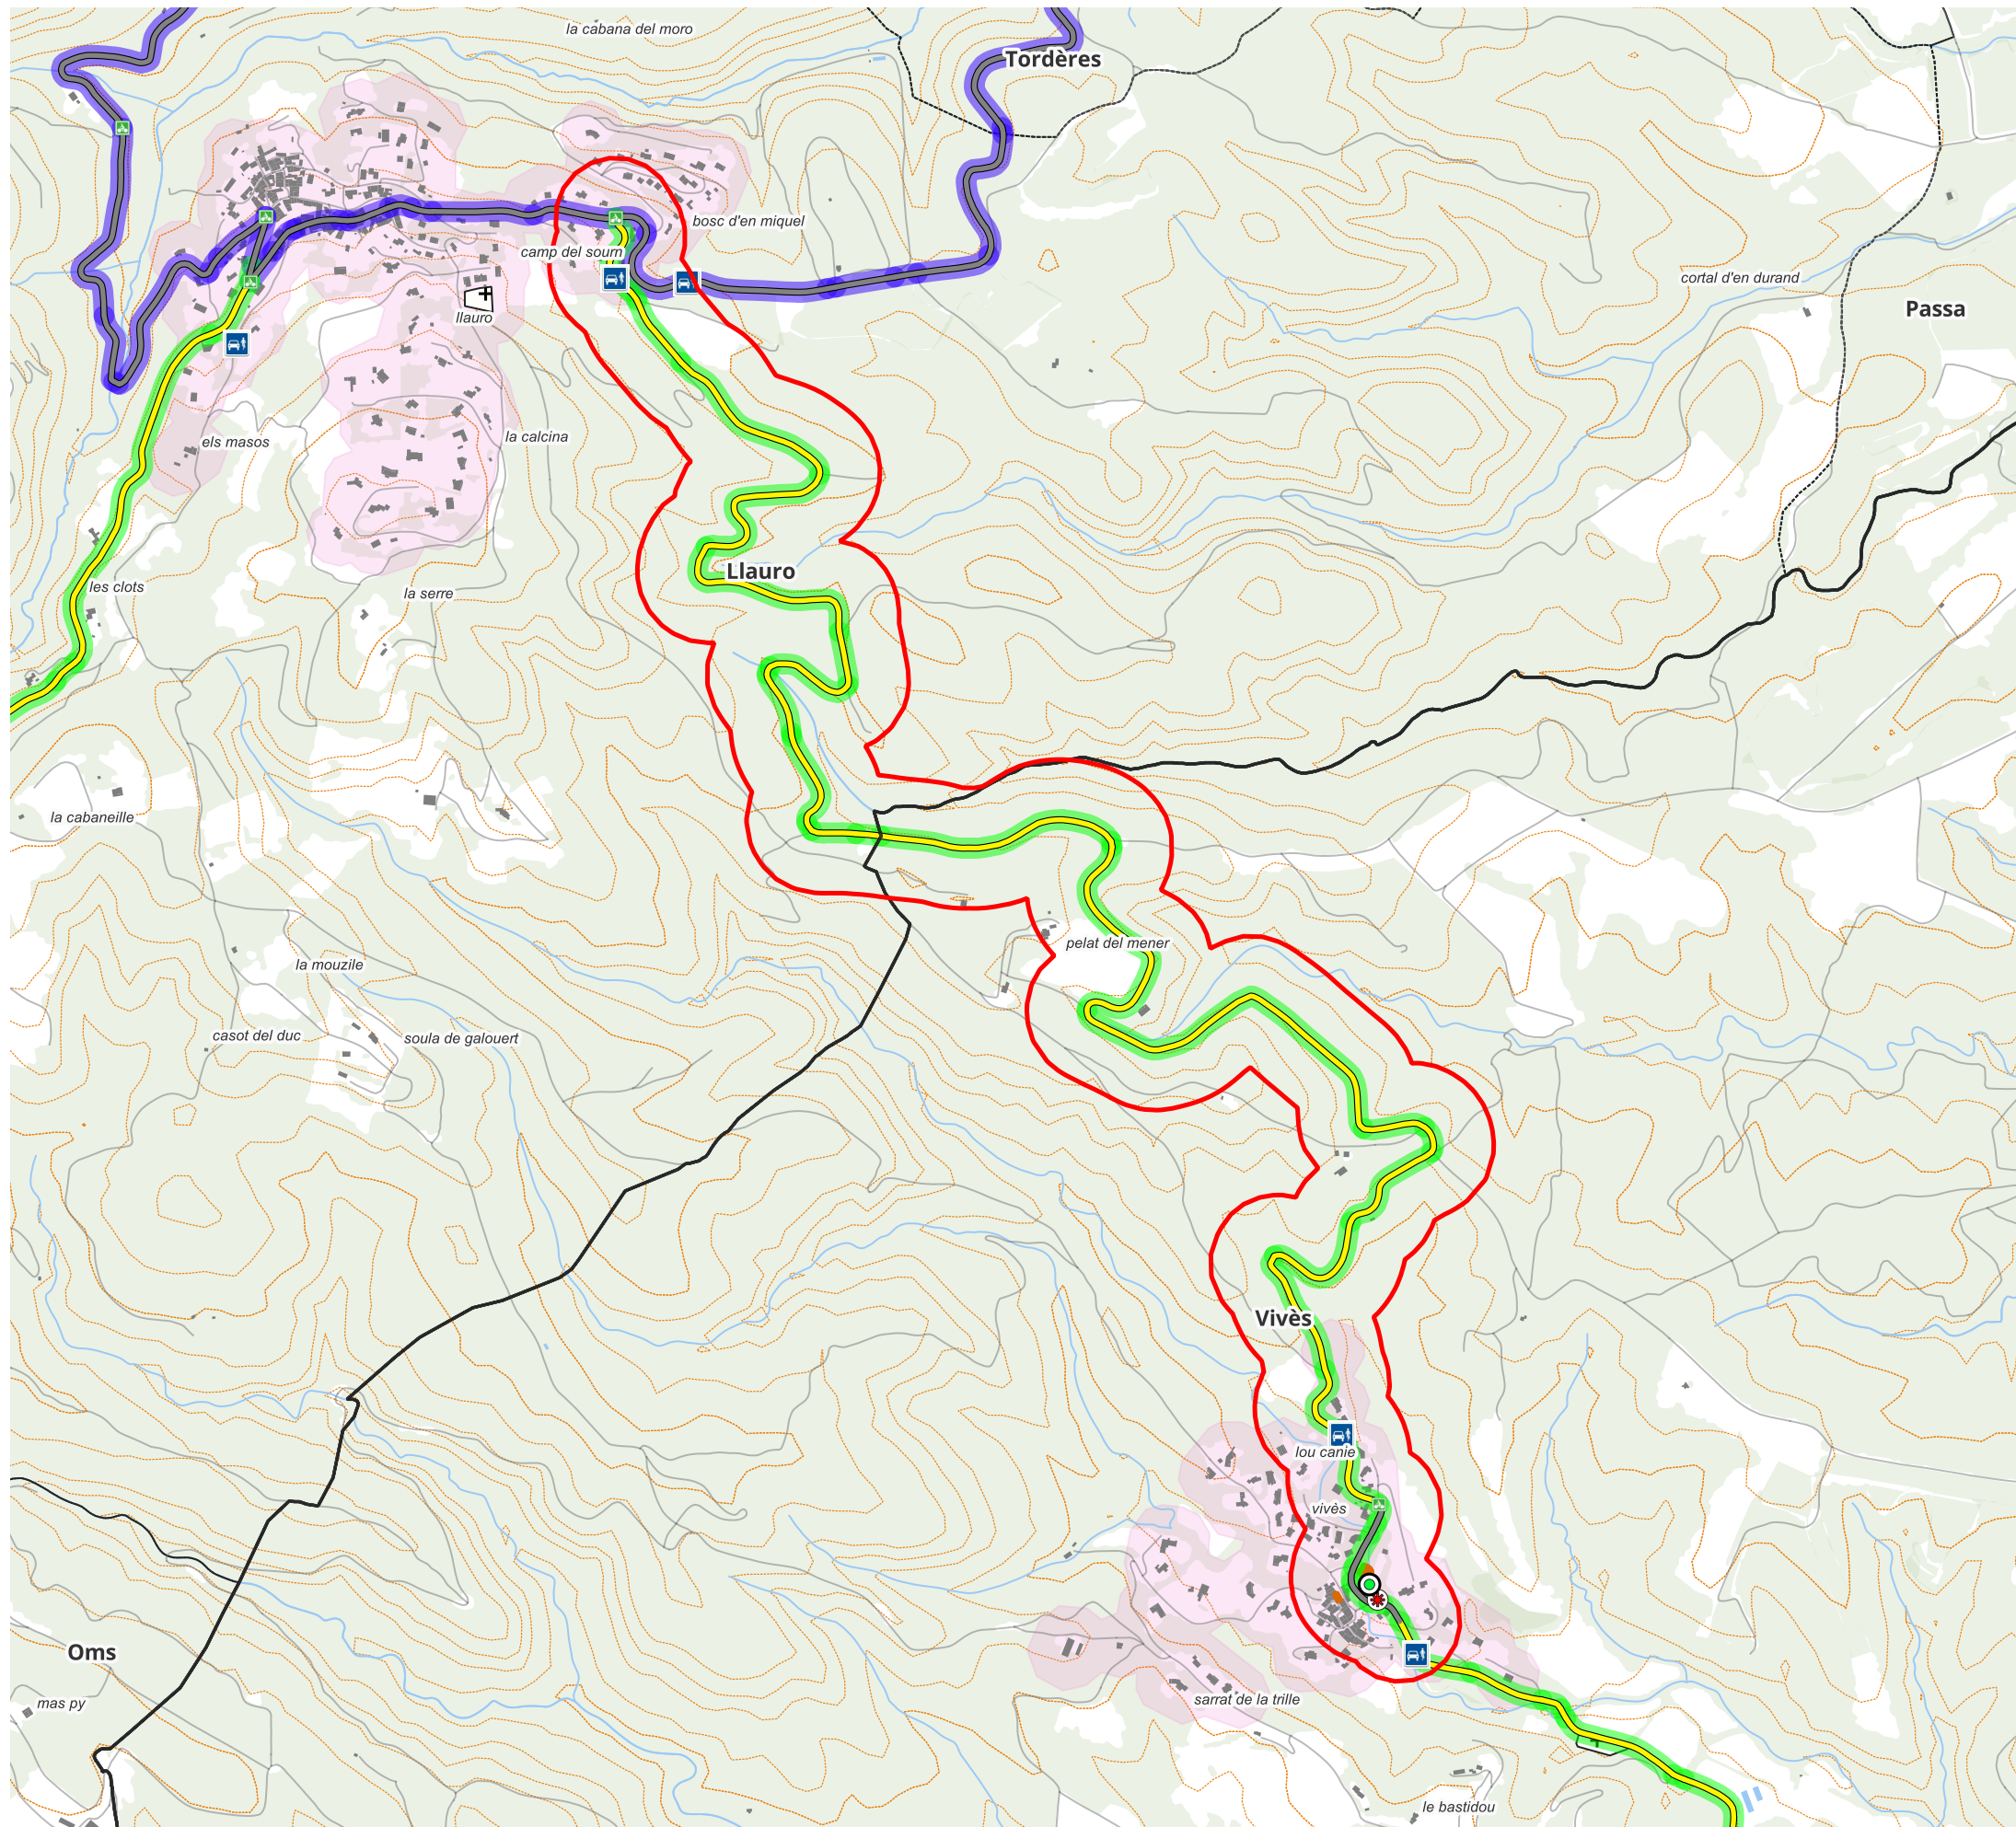 la cabana del moro
Tordères
bosc d'en miquel
camp del sourn
cortal d'en durand
Passa
llauro
els masos
la calcina
Llauro
les clots
la serre
la cabaneille
pelat del mener
la mouzile
casot del duc
soula de galouert
Vivès
lou canie
vivès
Oms
mas py
sarrat de la trille
le bastidou